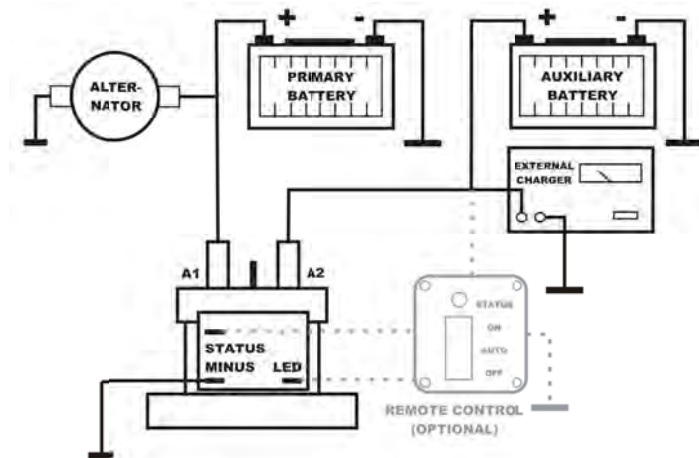 + -
+ -
ALTER-
NATOR
PRIMARY
BATTERY
AUXILIARY
BATTERY
EXTERNAL
CHARGER
A1
A2
STATUS
MINUS LED
STATUS
ON
AUTO
OFF
REMOTE CONTROL
(OPTIONAL)